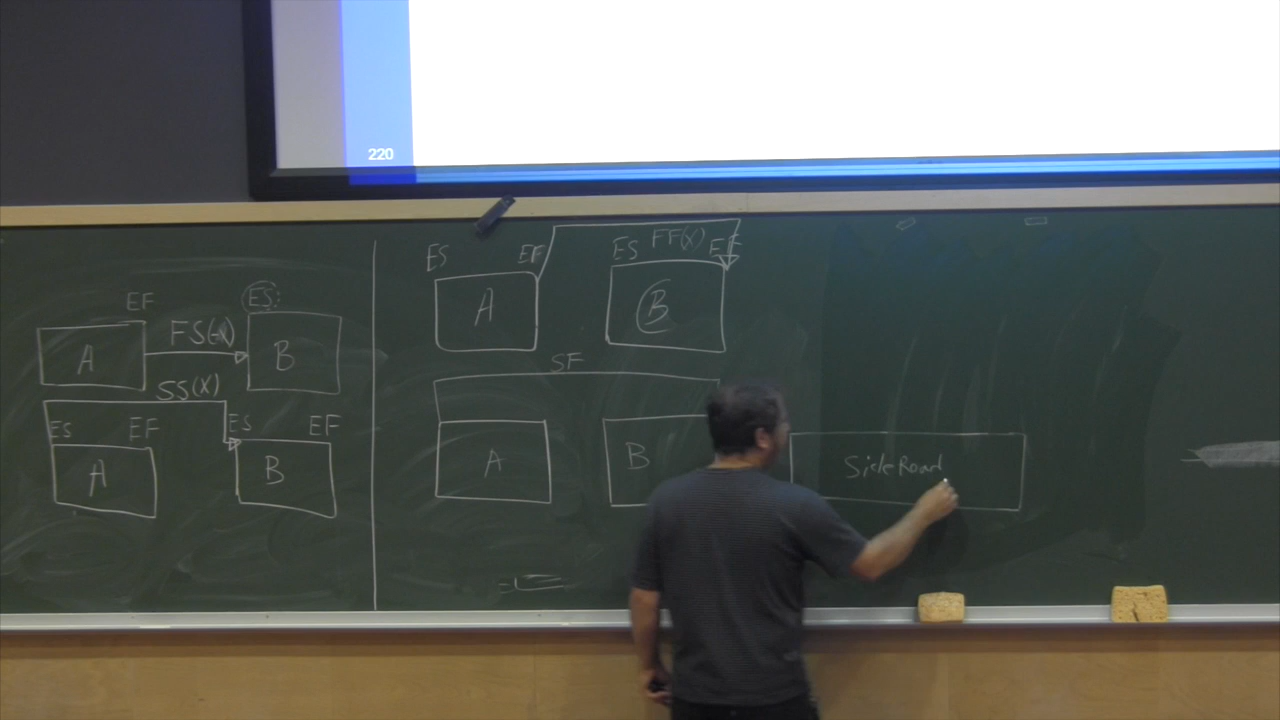 220
EF ES
A FS(-X) B
SS(X)
ES EF ES EF
A B
ES EF ES FF(X) EF
A B
SF
A B
Side Road